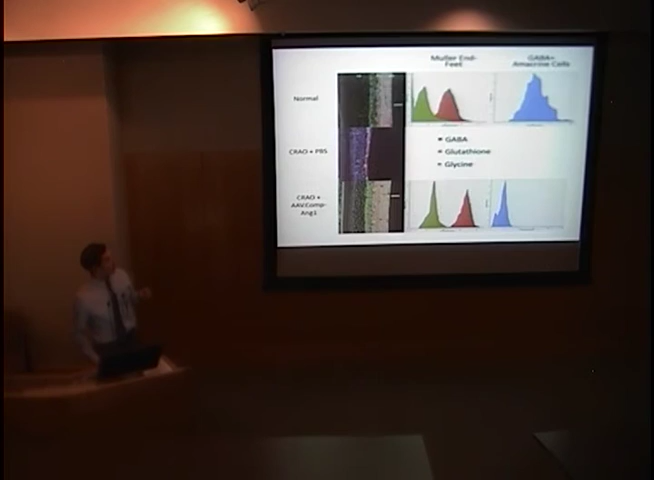 Muller End-
Feet
GABA+
Amacrine Cells
Normal
CRAO + PBS
GABA
Glutathione
Glycine
CRAO +
AAV.Comp-
Ang1